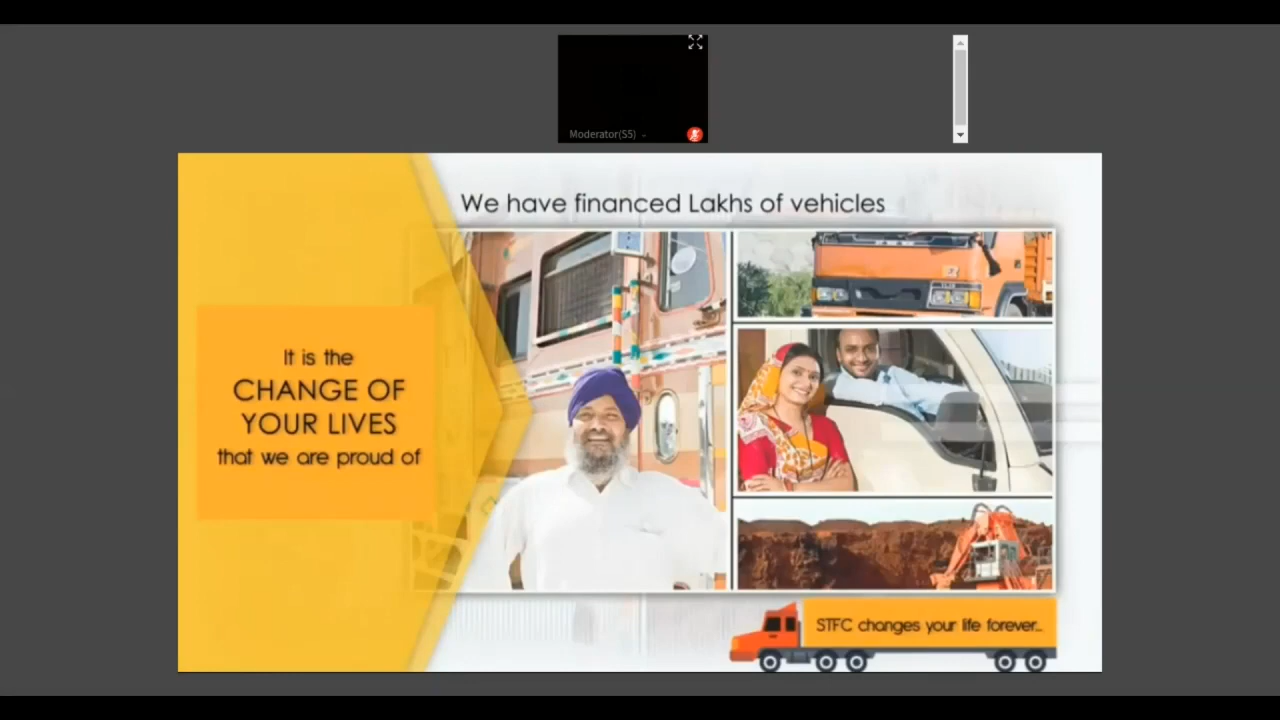 Moderator(S5)
We have financed Lakhs of vehicles
It is the
CHANGE OF
YOUR LIVES
that we are proud of
STFC changes your life forever...